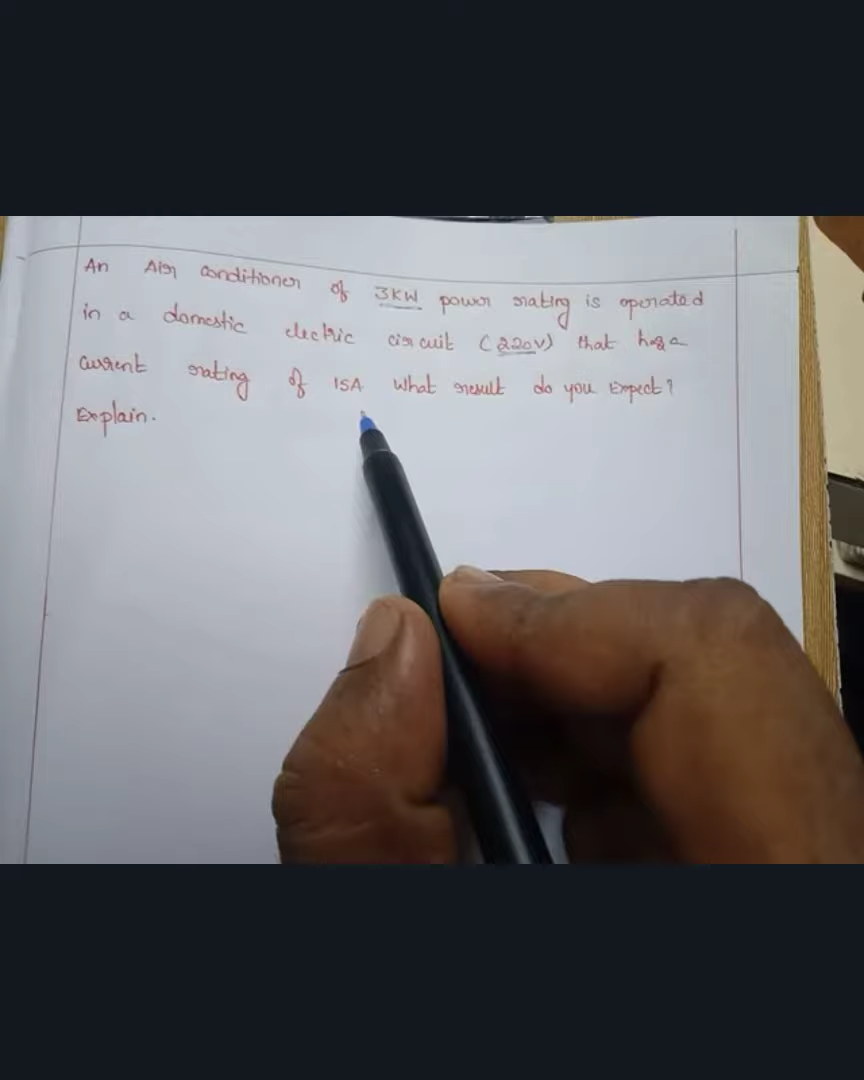 An Air conditioner of 3KW power rating is operated
in a domestic electric circuit (220V) that has a
current rating of 15A What result do you Expect?
Explain.